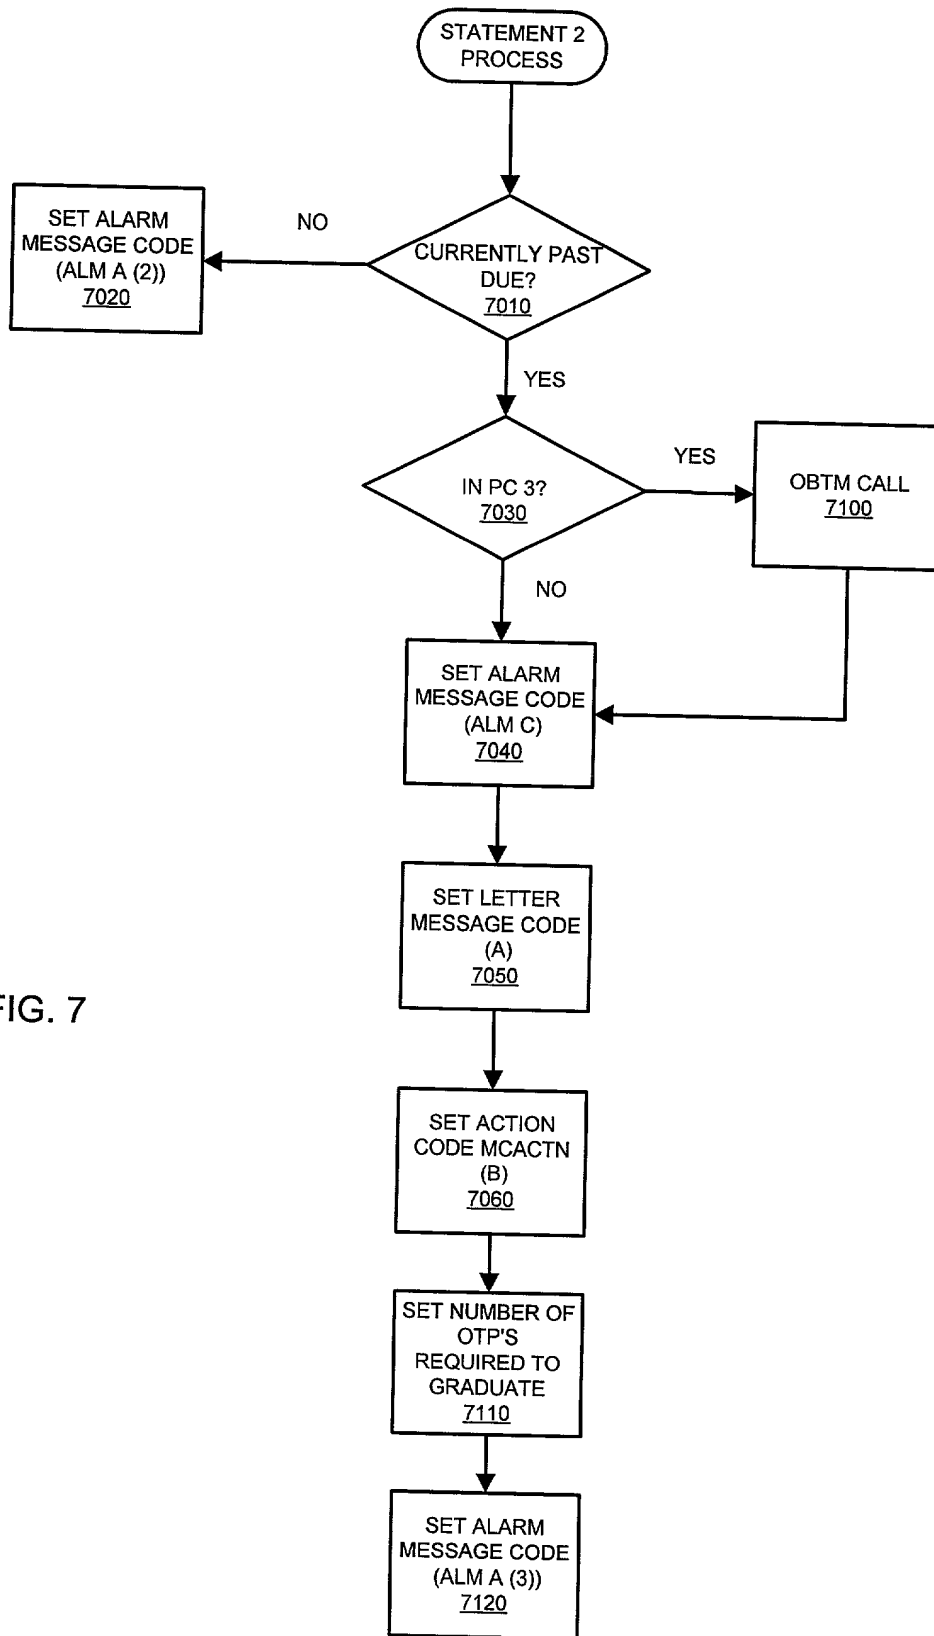 STATEMENT 2
PROCESS
SET ALARM
MESSAGE CODE
(ALM A (2))
7020
NO
CURRENTLY PAST
DUE?
7010
YES
IN PC 3?
7030
YES
OBTM CALL
7100
NO
SET ALARM
MESSAGE CODE
(ALM C)
7040
SET LETTER
MESSAGE CODE
(A)
7050
FIG. 7
SET ACTION
CODE MCACTN
(B)
7060
SET NUMBER OF
OTP'S
REQUIRED TO
GRADUATE
7110
SET ALARM
MESSAGE CODE
(ALM A (3))
7120